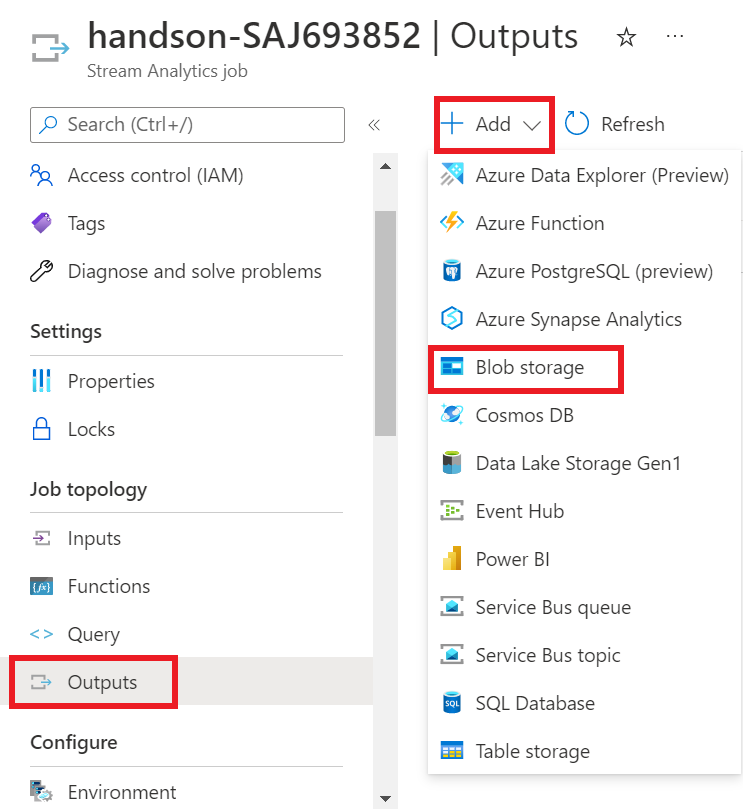 handson-SAJ693852 | Outputs
Stream Analytics job
Search (Ctrl+/)
Access control (IAM)
Tags
Diagnose and solve problems
Settings
Properties
Locks
Job topology
Inputs
Functions
Query
Outputs
Configure
Environment
Add
Refresh
Azure Data Explorer (Preview)
Azure Function
Azure PostgreSQL (preview)
Azure Synapse Analytics
Blob storage
Cosmos DB
Data Lake Storage Gen1
Event Hub
Power BI
Service Bus queue
Service Bus topic
SQL Database
Table storage